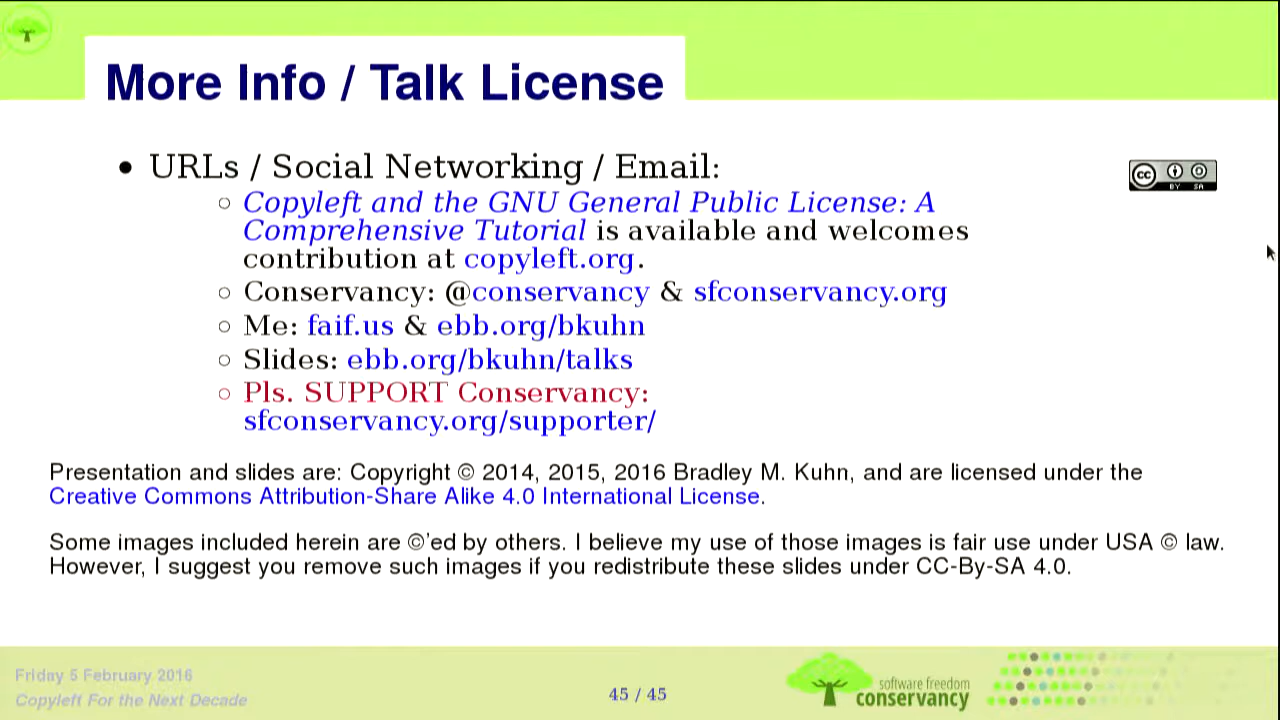 More Info / Talk License
• URLs / Social Networking / Email:
○ Copyleft and the GNU General Public License: A
Comprehensive Tutorial is available and welcomes
contribution at copyleft.org.
○ Conservancy: @conservancy & sfconservancy.org
○ Me: faif.us & ebb.org/bkuhn
○ Slides: ebb.org/bkuhn/talks
○ Pls. SUPPORT Conservancy:
sfconservancy.org/supporter/
cc BY SA
Presentation and slides are: Copyright © 2014, 2015, 2016 Bradley M. Kuhn, and are licensed under the
Creative Commons Attribution-Share Alike 4.0 International License.
Some images included herein are ©'ed by others. I believe my use of those images is fair use under USA © law.
However, I suggest you remove such images if you redistribute these slides under CC-By-SA 4.0.
Friday 5 February 2016
Copyleft For the Next Decade
45 / 45
software freedom
conservancy